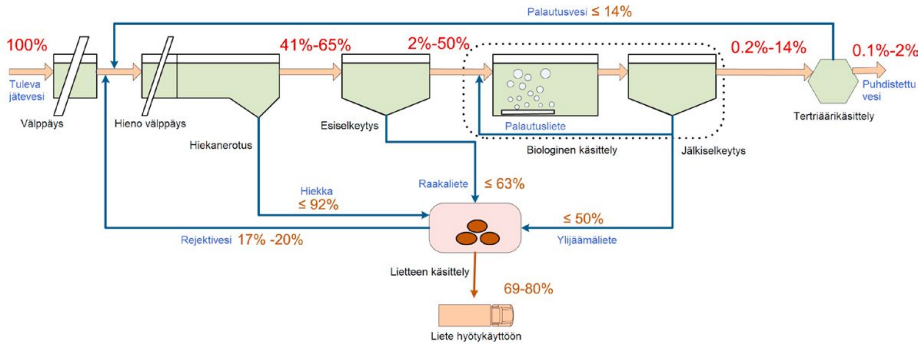 Palautusvesi ≤ 14%
100%
41%-65%
2%-50%
0.2%-14%
0.1%-2%
Tuleva
jätevesi
Puhdistettu
vesi
Välppäys
Hieno välppäys
Hiekanerotus
Esiselkeytys
Palautusliete
Biologinen käsittely
Jälkiselkeytys
Tertriäärikäsittely
Hiekka
≤ 92%
Raakaliete
≤ 63%
≤ 50%
Ylijäämäliete
Rejektivesi 17% -20%
Lietteen käsittely
69-80%
Liete hyötykäyttöön